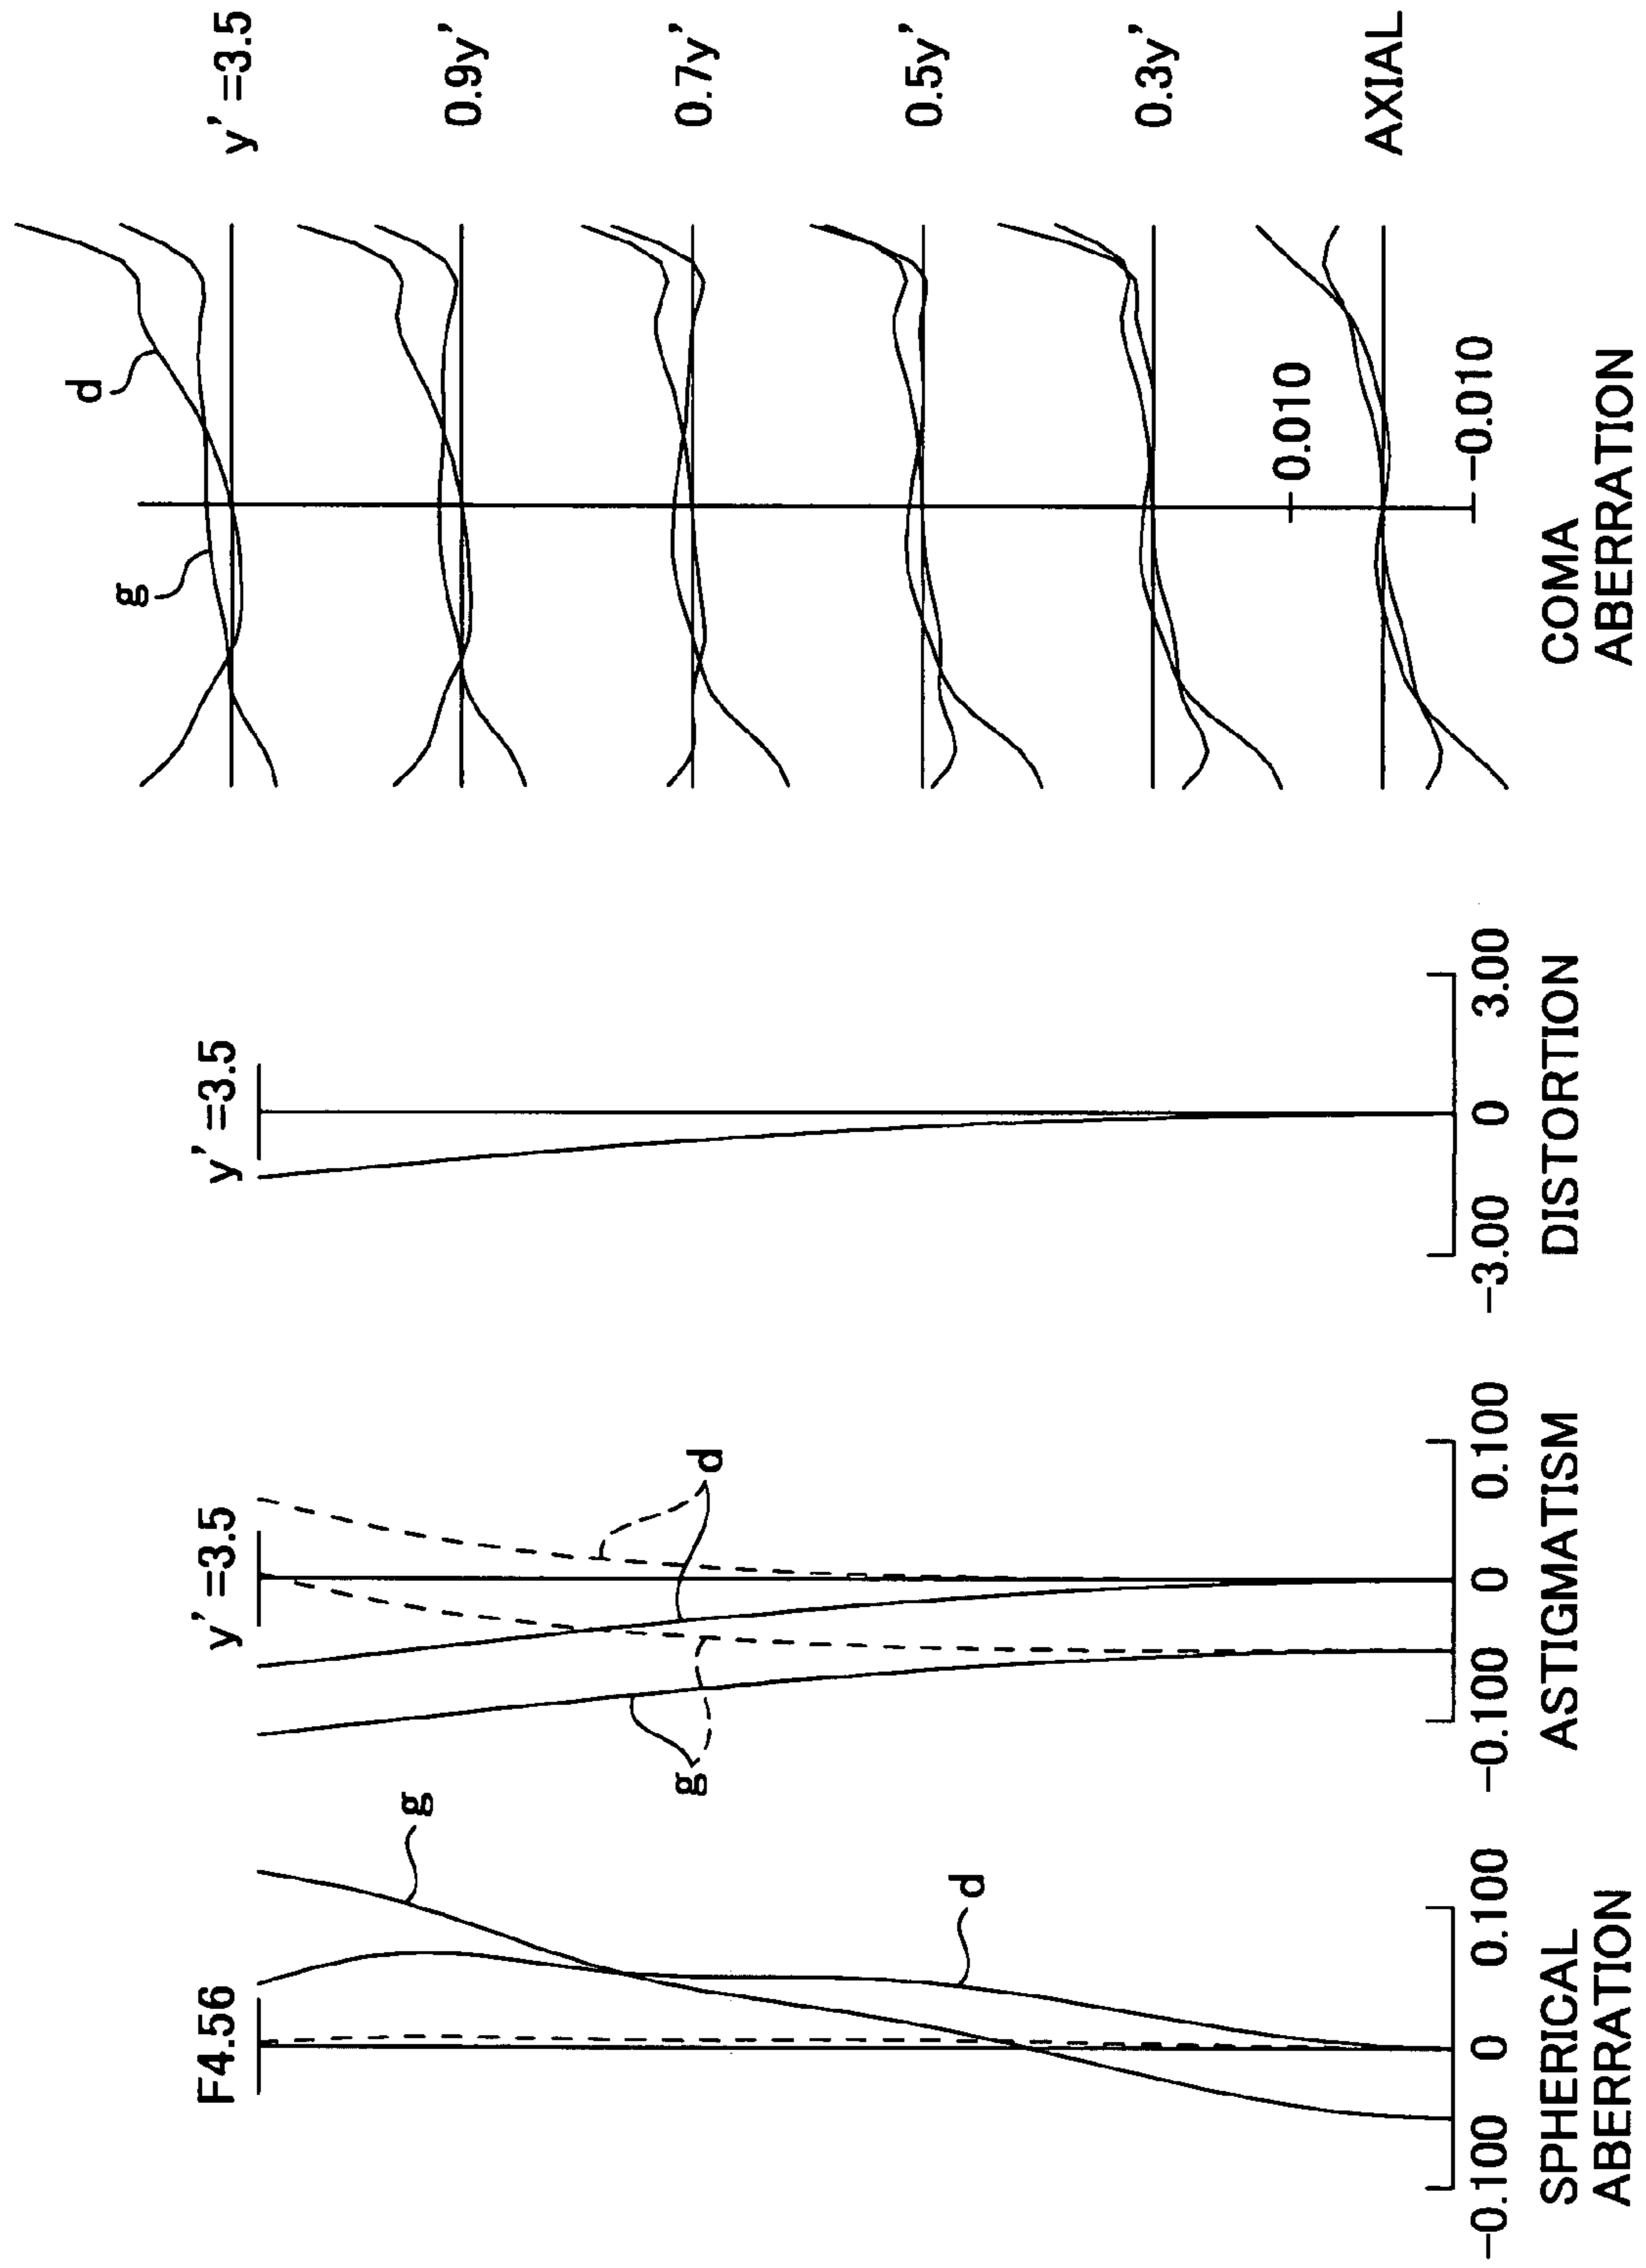 F4.56
g
d
-0.100
0
0.100
SPHERICAL
ABERRATION
y' =3.5
g
d
-0.100
0
0.100
ASTIGMATISM
y' =3.5
-3.00
0
3.00
DISTORTION
g
d
y' =3.5
0.9y'
0.7y'
0.5y'
0.3y'
0.010
AXIAL
-0.010
COMA
ABERRATION